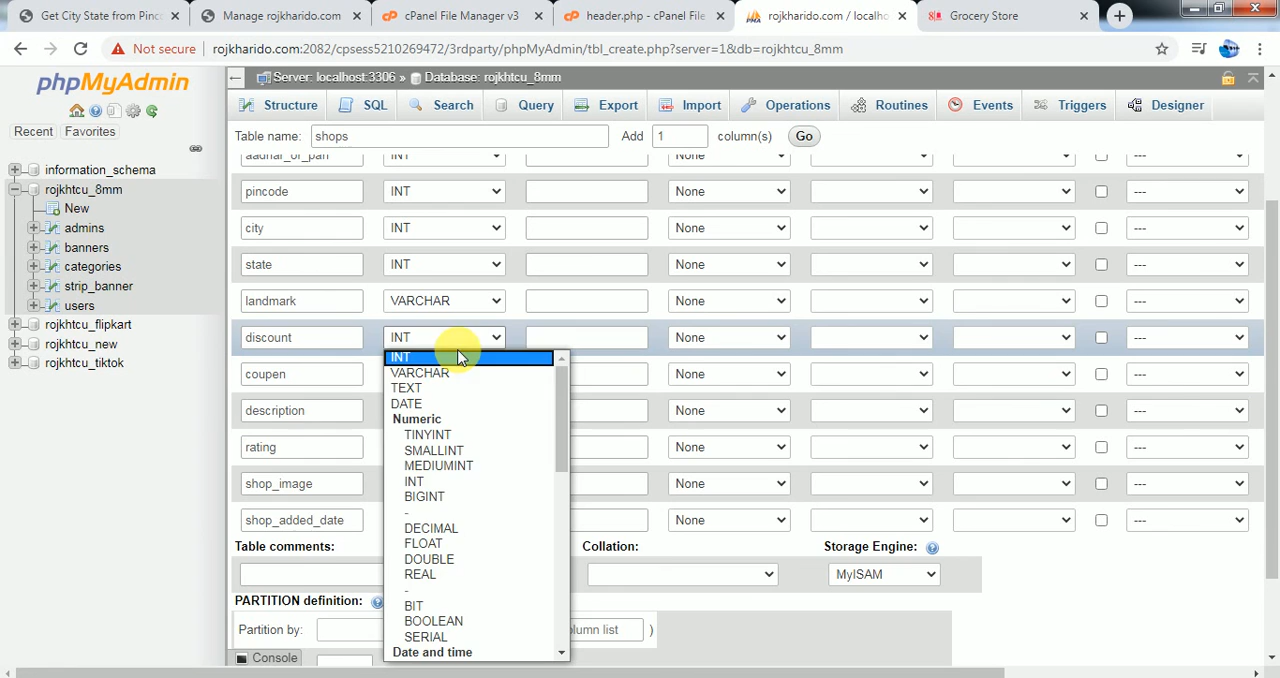 Get City State from Pinco
Manage rojkharido.com
cPanel File Manager v3
header.php - cPanel File
rojkharido.com / localho
Grocery Store
Not secure
rojkharido.com:2082/cpsess5210269472/3rdparty/phpMyAdmin/tbl_create.php?server=1&db=rojkhtcu_8mm
phpMyAdmin
Recent
Favorites
information_schema
rojkhtcu_8mm
New
admins
banners
categories
strip_banner
users
rojkhtcu_flipkart
rojkhtcu_new
rojkhtcu_tiktok
Server: localhost:3306 » Database: rojkhtcu_8mm
Structure
SQL
Search
Query
Export
Import
Operations
Routines
Events
Triggers
Designer
Table name: shops Add 1 column(s) Go
aadhar_or_pan INT None
pincode INT None ---
city INT None ---
state INT None ---
landmark VARCHAR None ---
discount INT None ---
coupen None ---
description None ---
rating None ---
shop_image None ---
shop_added_date None ---
INT
VARCHAR
TEXT
DATE
Numeric
TINYINT
SMALLINT
MEDIUMINT
INT
BIGINT
-
DECIMAL
FLOAT
DOUBLE
REAL
-
BIT
BOOLEAN
SERIAL
Date and time
Table comments:
Collation:
Storage Engine:
MyISAM
PARTITION definition:
Partition by:
olumn list )
Console